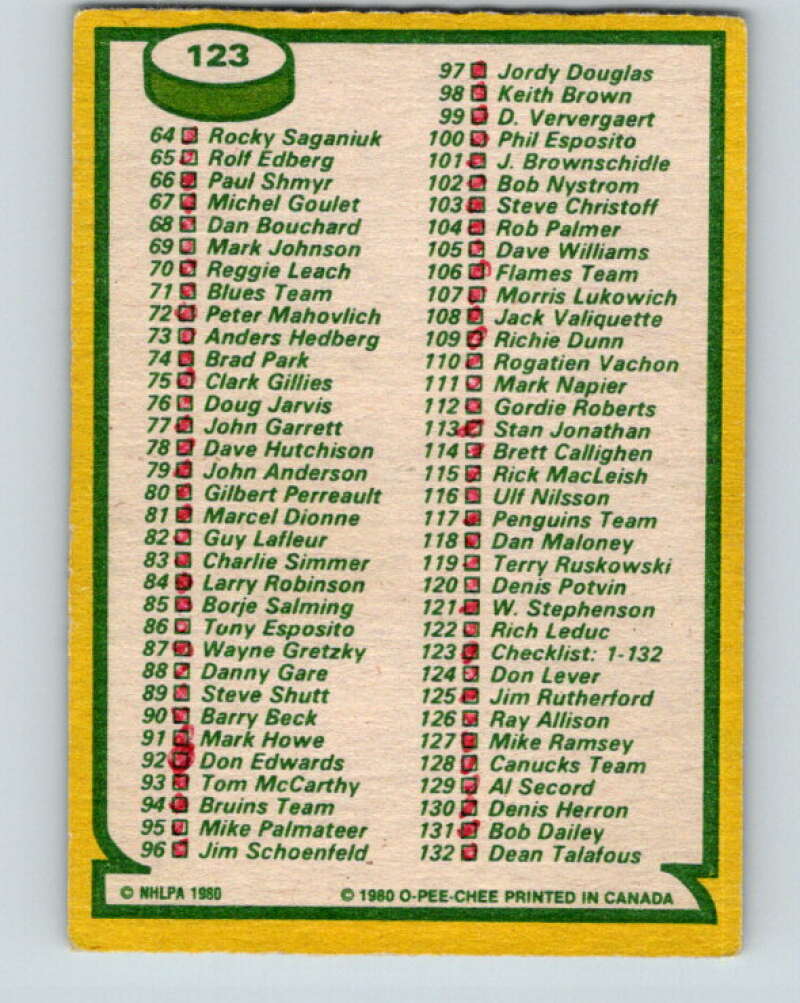 123
64 Rocky Saganiuk
65 Rolf Edberg
66 Paul Shmyr
67 Michel Goulet
68 Dan Bouchard
69 Mark Johnson
70 Reggie Leach
71 Blues Team
72 Peter Mahovlich
73 Anders Hedberg
74 Brad Park
75 Clark Gillies
76 Doug Jarvis
77 John Garrett
78 Dave Hutchison
79 John Anderson
80 Gilbert Perreault
81 Marcel Dionne
82 Guy Lafleur
83 Charlie Simmer
84 Larry Robinson
85 Borje Salming
86 Tony Esposito
87 Wayne Gretzky
88 Danny Gare
89 Steve Shutt
90 Barry Beck
91 Mark Howe
92 Don Edwards
93 Tom McCarthy
94 Bruins Team
95 Mike Palmateer
96 Jim Schoenfeld
97 Jordy Douglas
98 Keith Brown
99 D. Ververgaert
100 Phil Esposito
101 J. Brownschidle
102 Bob Nystrom
103 Steve Christoff
104 Rob Palmer
105 Dave Williams
106 Flames Team
107 Morris Lukowich
108 Jack Valiquette
109 Richie Dunn
110 Rogatien Vachon
111 Mark Napier
112 Gordie Roberts
113 Stan Jonathan
114 Brett Callighen
115 Rick MacLeish
116 Ulf Nilsson
117 Penguins Team
118 Dan Maloney
119 Terry Ruskowski
120 Denis Potvin
121 W. Stephenson
122 Rich Leduc
123 Checklist: 1-132
124 Don Lever
125 Jim Rutherford
126 Ray Allison
127 Mike Ramsey
128 Canucks Team
129 Al Secord
130 Denis Herron
131 Bob Dailey
132 Dean Talafous
© NHLPA 1980 © 1980 O-PEE-CHEE PRINTED IN CANADA